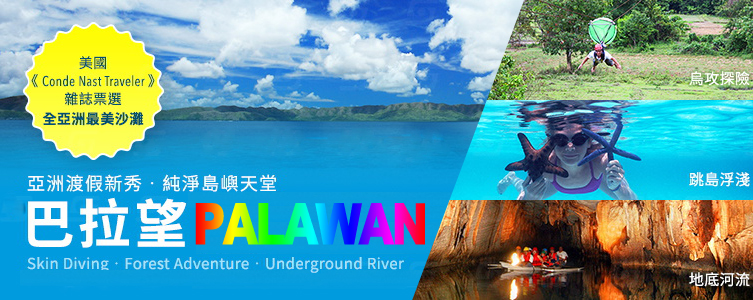 美國
《 Conde Nast Traveler 》
雜誌票選
全亞洲最美沙灘
亞洲渡假新秀 · 純淨島嶼天堂
巴拉望PALAWAN
Skin Diving · Forest Adventure · Underground River
烏攻探險
跳島浮淺
地底河流